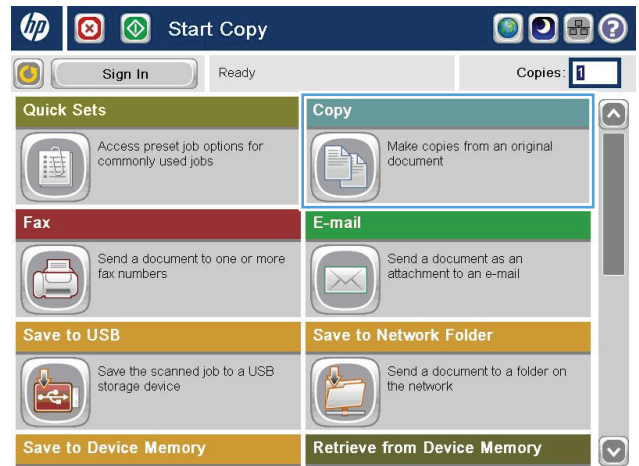 hp
Start Copy
?
Sign In
Ready
Copies: 1
Quick Sets
Access preset job options for
commonly used jobs
Copy
Make copies from an original
document
Fax
Send a document to one or more
fax numbers
E-mail
Send a document as an
attachment to an e-mail
Save to USB
Save the scanned job to a USB
storage device
Save to Network Folder
Send a document to a folder on
the network
Save to Device Memory
Retrieve from Device Memory